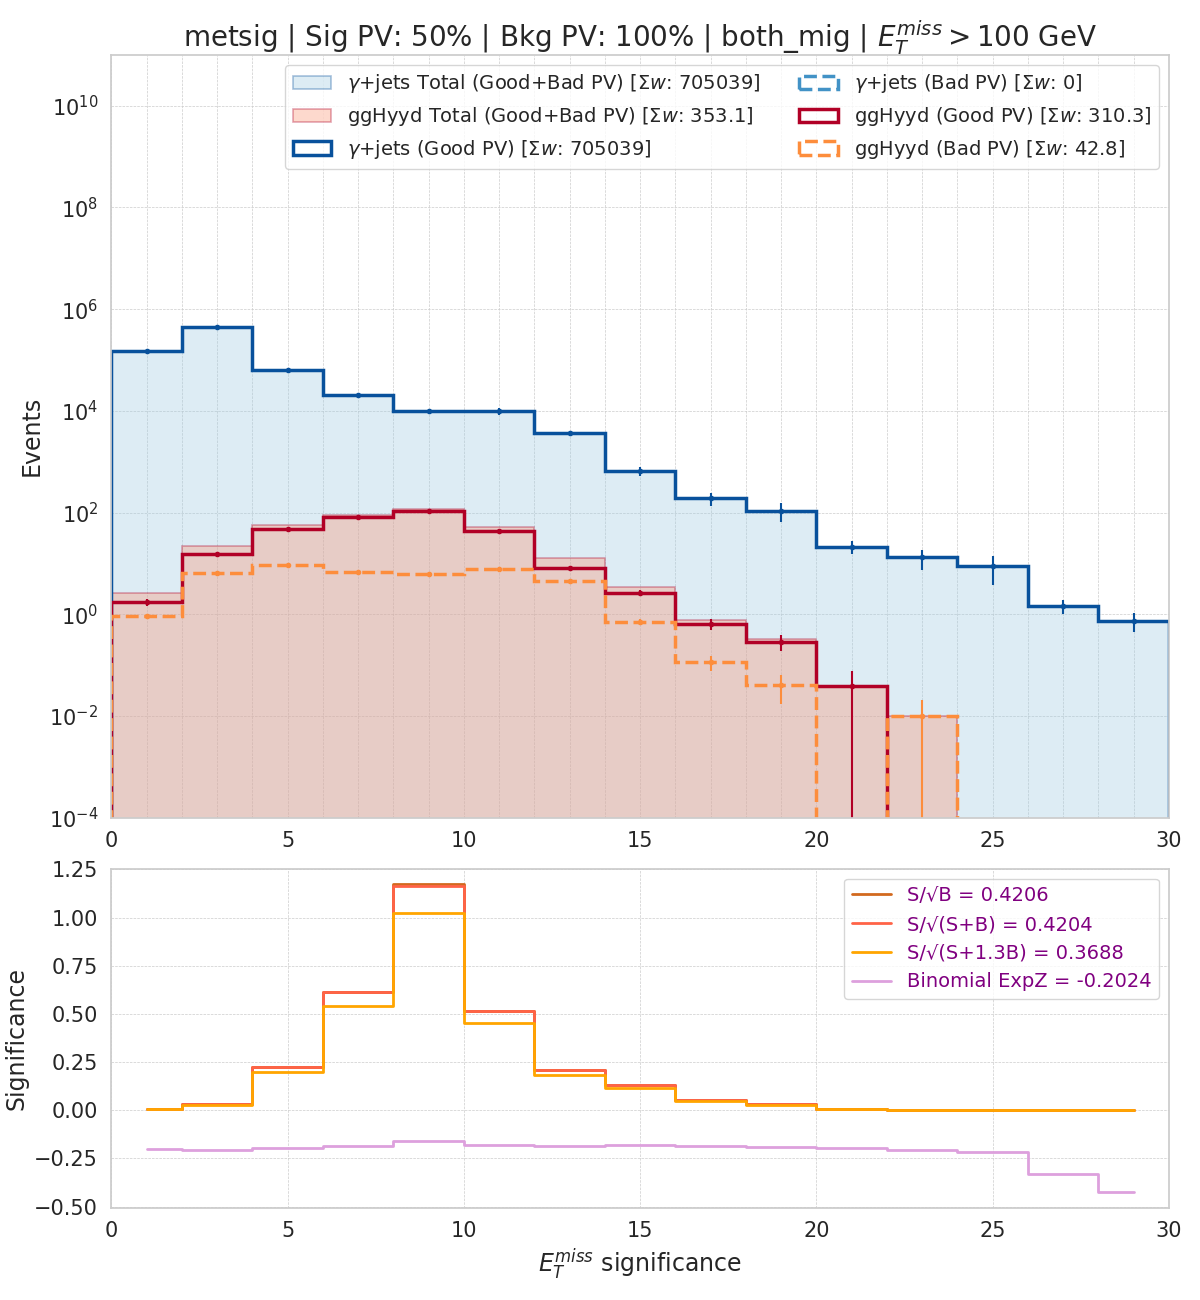 metsig | Sig PV: 50% | Bkg PV: 100% | both_mig | E_T^miss > 100 GeV
γ+jets Total (Good+Bad PV) [Σw: 705039]
ggHyyd Total (Good+Bad PV) [Σw: 353.1]
γ+jets (Good PV) [Σw: 705039]
γ+jets (Bad PV) [Σw: 0]
ggHyyd (Good PV) [Σw: 310.3]
ggHyyd (Bad PV) [Σw: 42.8]
Events
10^10
10^8
10^6
10^4
10^2
10^0
10^−2
10^−4
0 5 10 15 20 25 30
Significance
1.25
1.00
0.75
0.50
0.25
0.00
−0.25
−0.50
S/√B = 0.4206
S/√(S+B) = 0.4204
S/√(S+1.3B) = 0.3688
Binomial ExpZ = -0.2024
0 5 10 15 20 25 30
E_T^miss significance